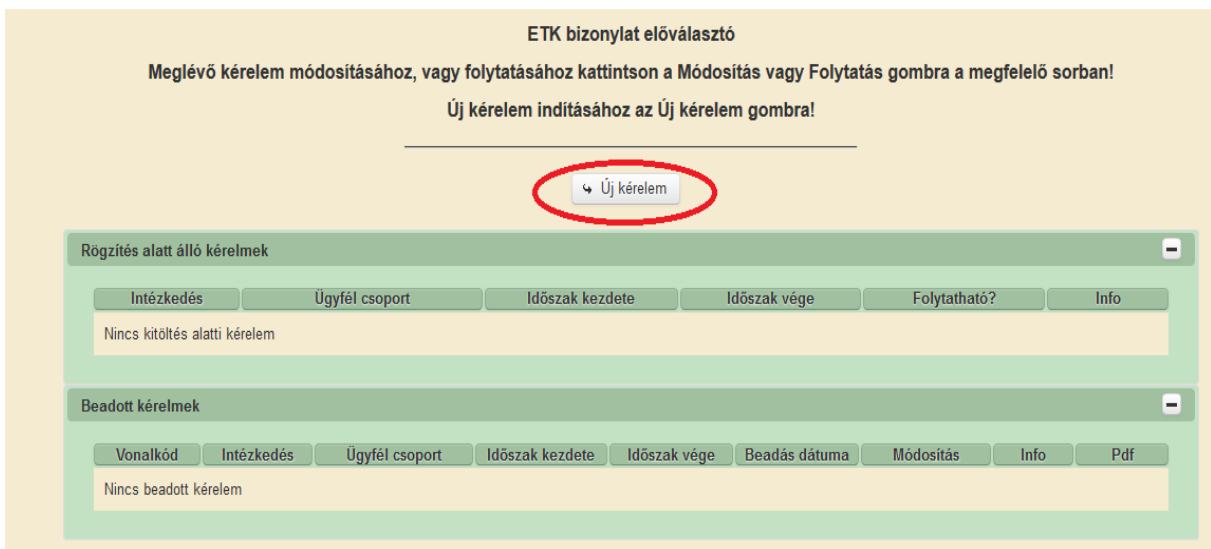 ETK bizonylat előválasztó
Meglévő kérelem módosításához, vagy folytatásához kattintson a Módosítás vagy Folytatás gombra a megfelelő sorban!
Új kérelem indításához az Új kérelem gombra!
Új kérelem
Rögzítés alatt álló kérelmek
Intézkedés Ügyfél csoport Időszak kezdete Időszak vége Folytatható? Info
Nincs kitöltés alatti kérelem
Beadott kérelmek
Vonalkód Intézkedés Ügyfél csoport Időszak kezdete Időszak vége Beadás dátuma Módosítás Info Pdf
Nincs beadott kérelem